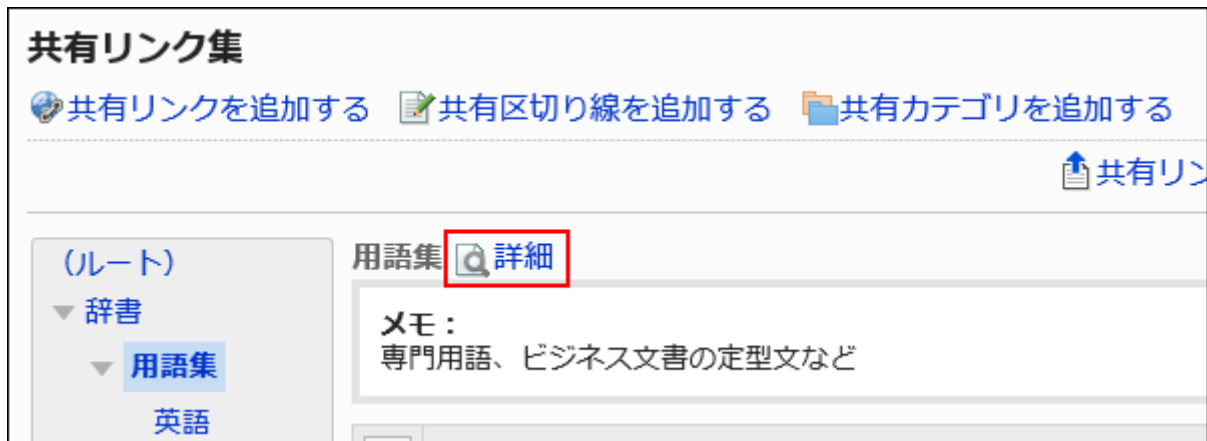 共有リンク集
共有リンクを追加する 共有区切り線を追加する 共有カテゴリを追加する
共有リン
(ルート)
辞書
用語集
英語
用語集 詳細
メモ:
専門用語、ビジネス文書の定型文など